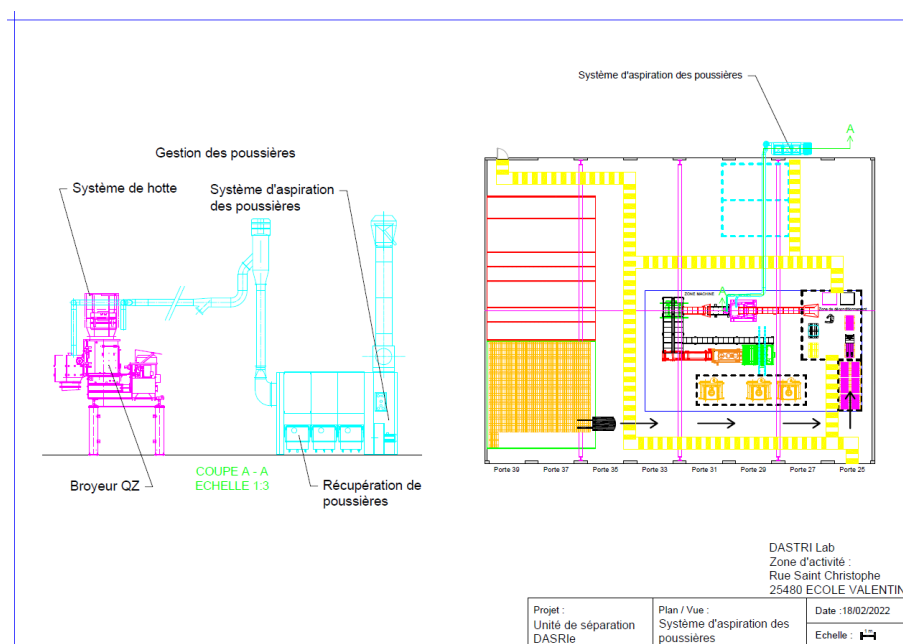 Système d'aspiration des poussières
A
Gestion des poussières
Système de hotte
Système d'aspiration
des poussières
ZONE MACHINE
A
COUPE A - A
ECHELLE 1:3
Broyeur QZ
Récupération de
poussières
Porte 39 Porte 37 Porte 35 Porte 33 Porte 31 Porte 29 Porte 27 Porte 25
DASTRI Lab
Zone d'activité :
Rue Saint Christophe
25480 ECOLE VALENTIN
Projet :
Unité de séparation
DASRIe
Plan / Vue :
Système d'aspiration des
poussières
Date :18/02/2022
Echelle :